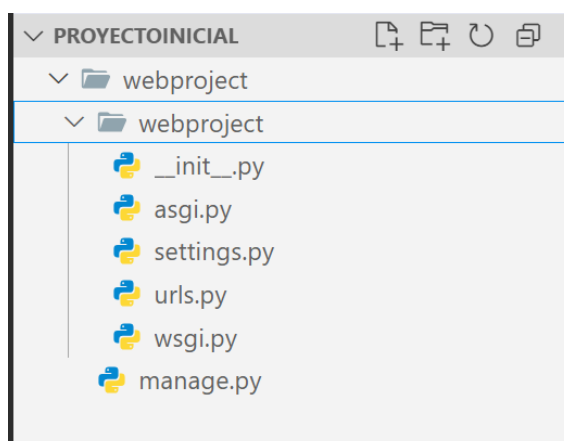 PROYECTOINICIAL
webproject
webproject
__init__.py
asgi.py
settings.py
urls.py
wsgi.py
manage.py